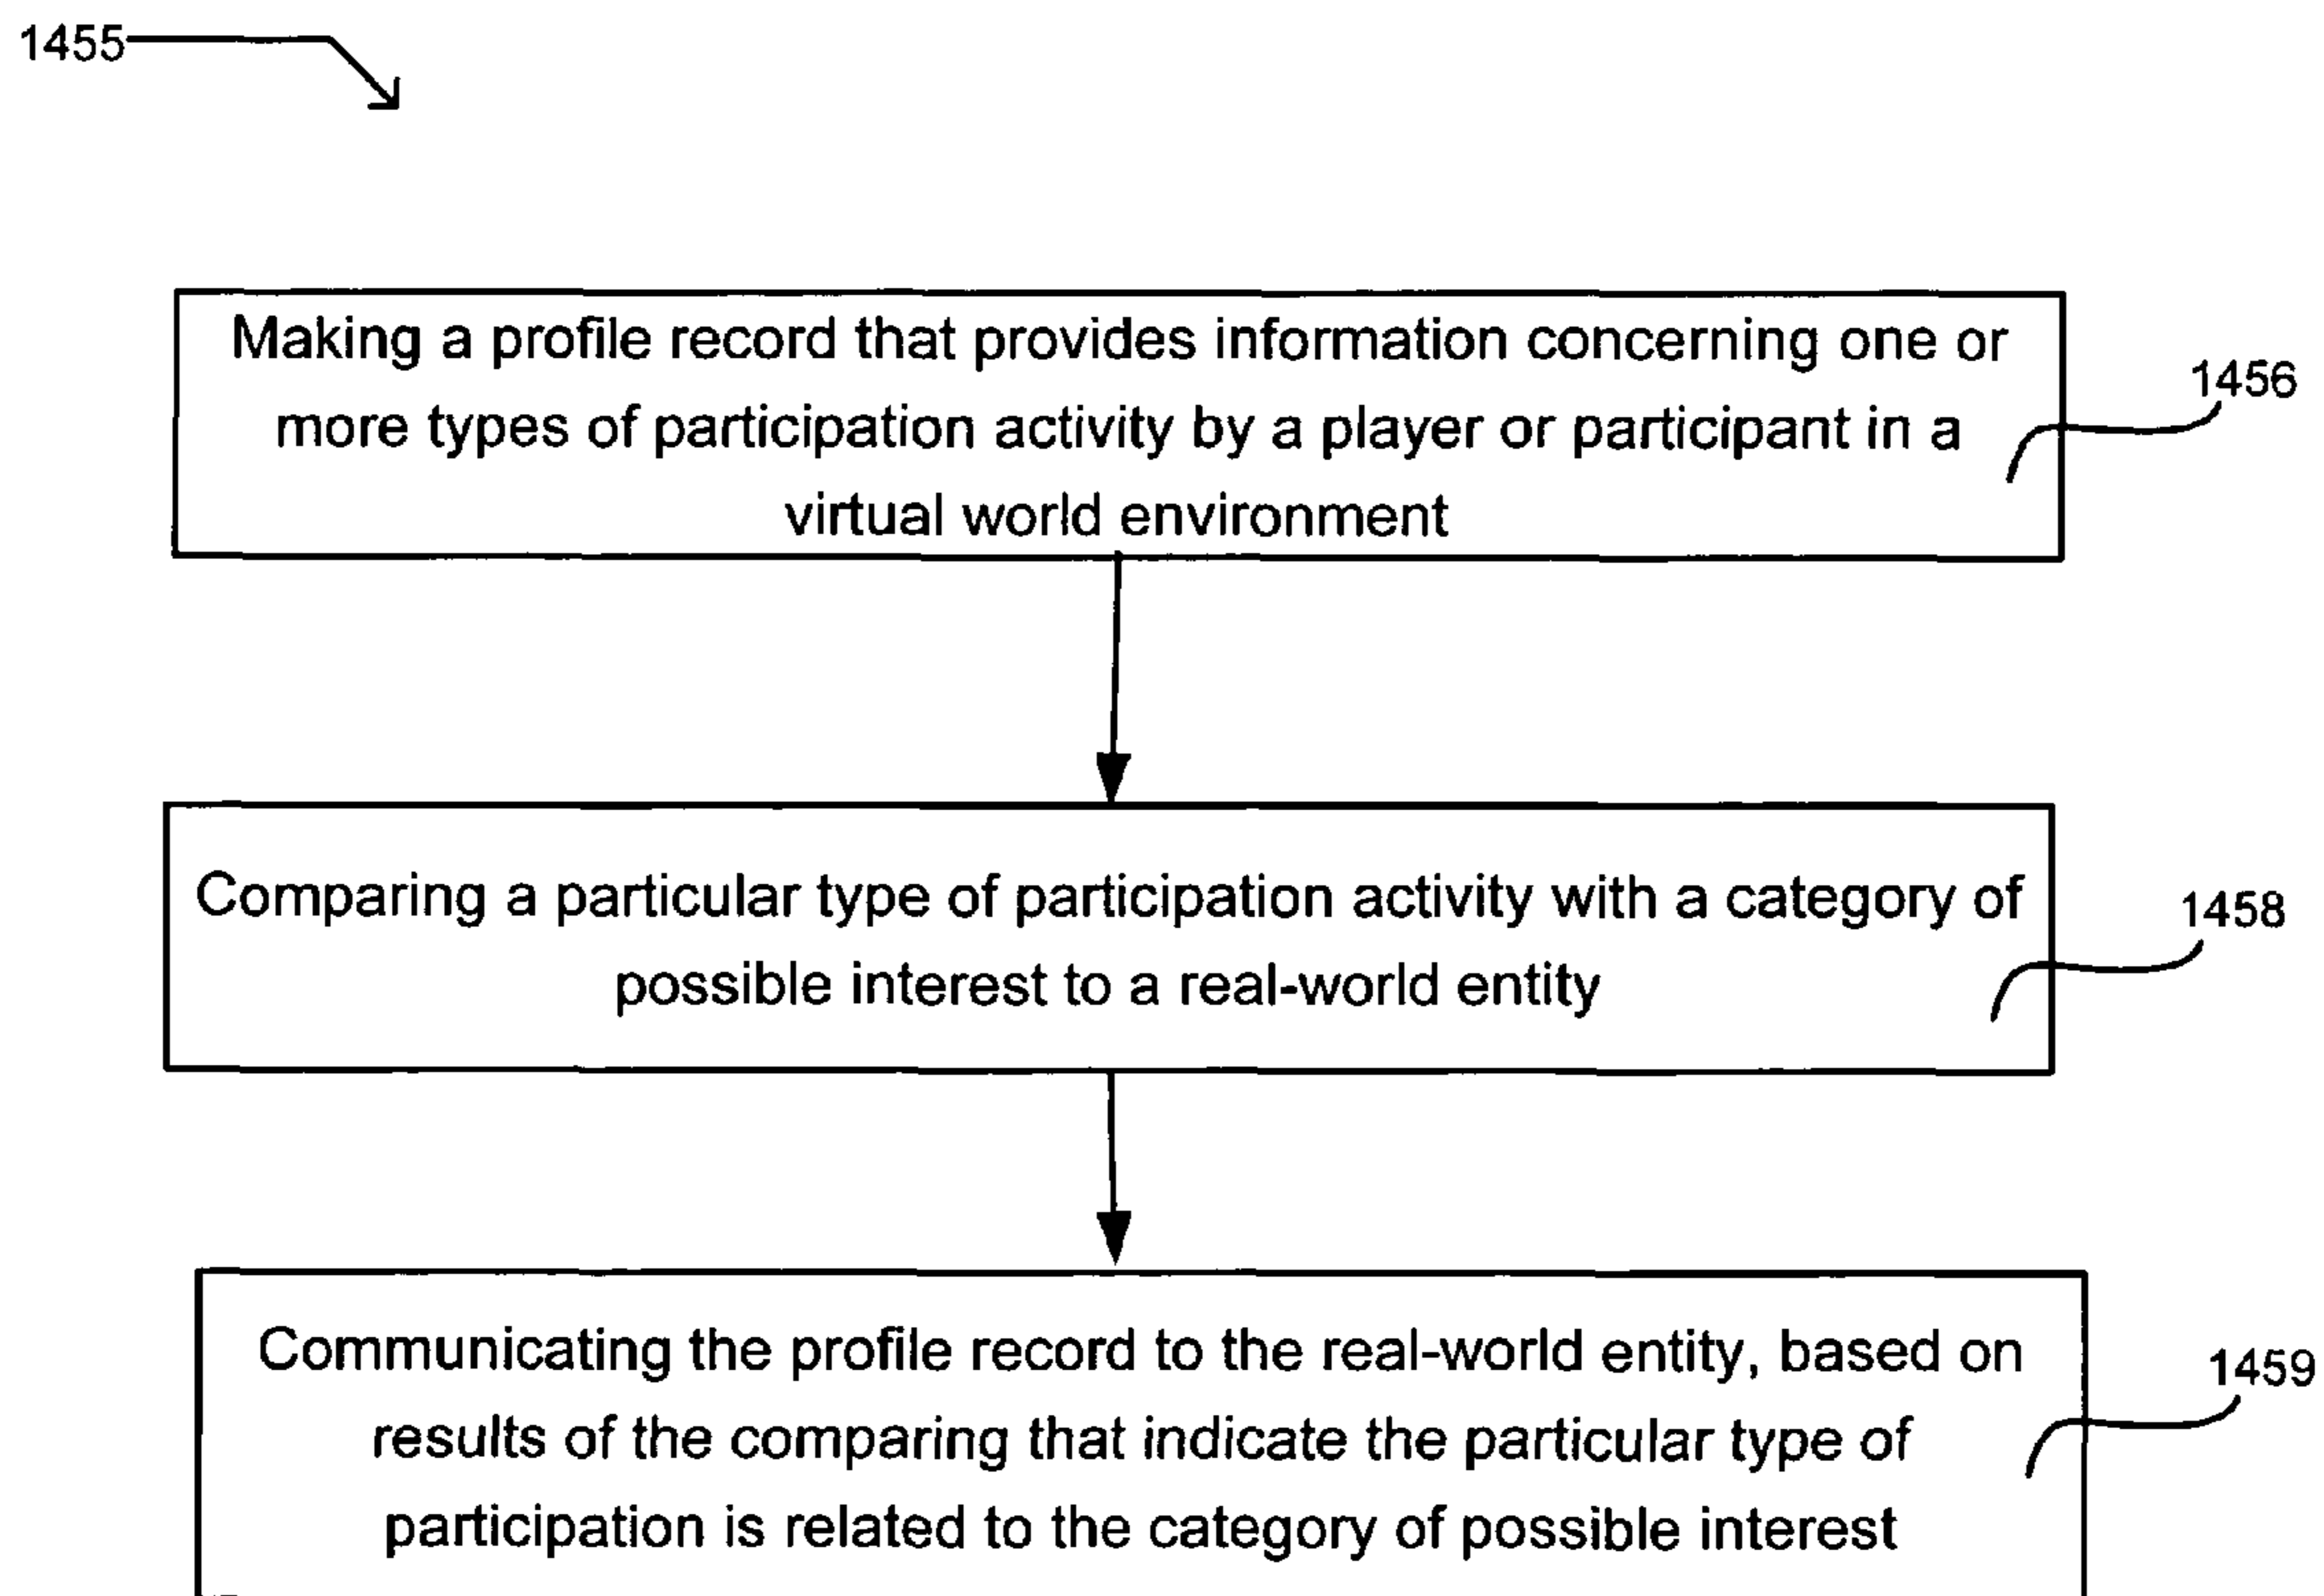 1455
Making a profile record that provides information concerning one or
more types of participation activity by a player or participant in a
virtual world environment
1456
Comparing a particular type of participation activity with a category of
possible interest to a real-world entity
1458
Communicating the profile record to the real-world entity, based on
results of the comparing that indicate the particular type of
participation is related to the category of possible interest
1459